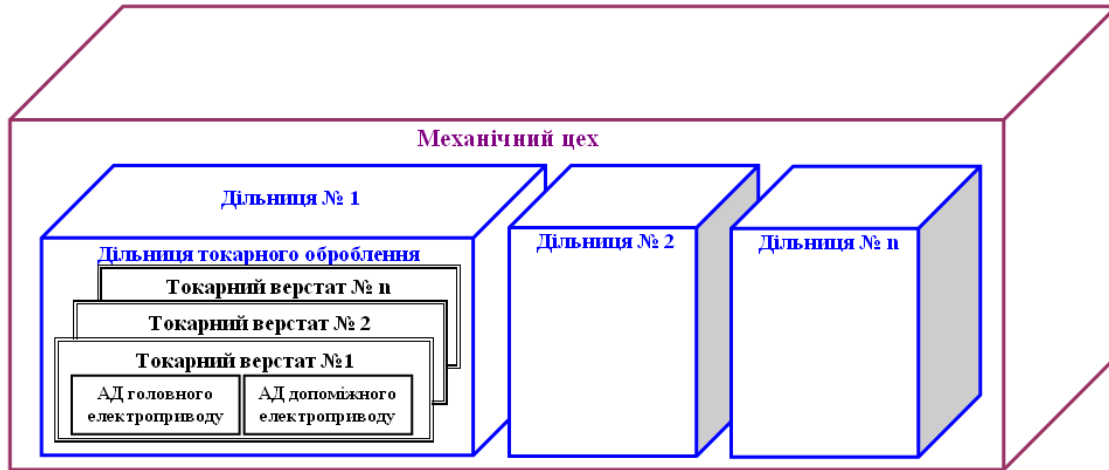 Механічний цех
Дільниця № 1
Дільниця токарного оброблення
Токарний верстат № n
Токарний верстат № 2
Токарний верстат №1
АД головного
електроприводу
АД допоміжного
електроприводу
Дільниця № 2
Дільниця № n